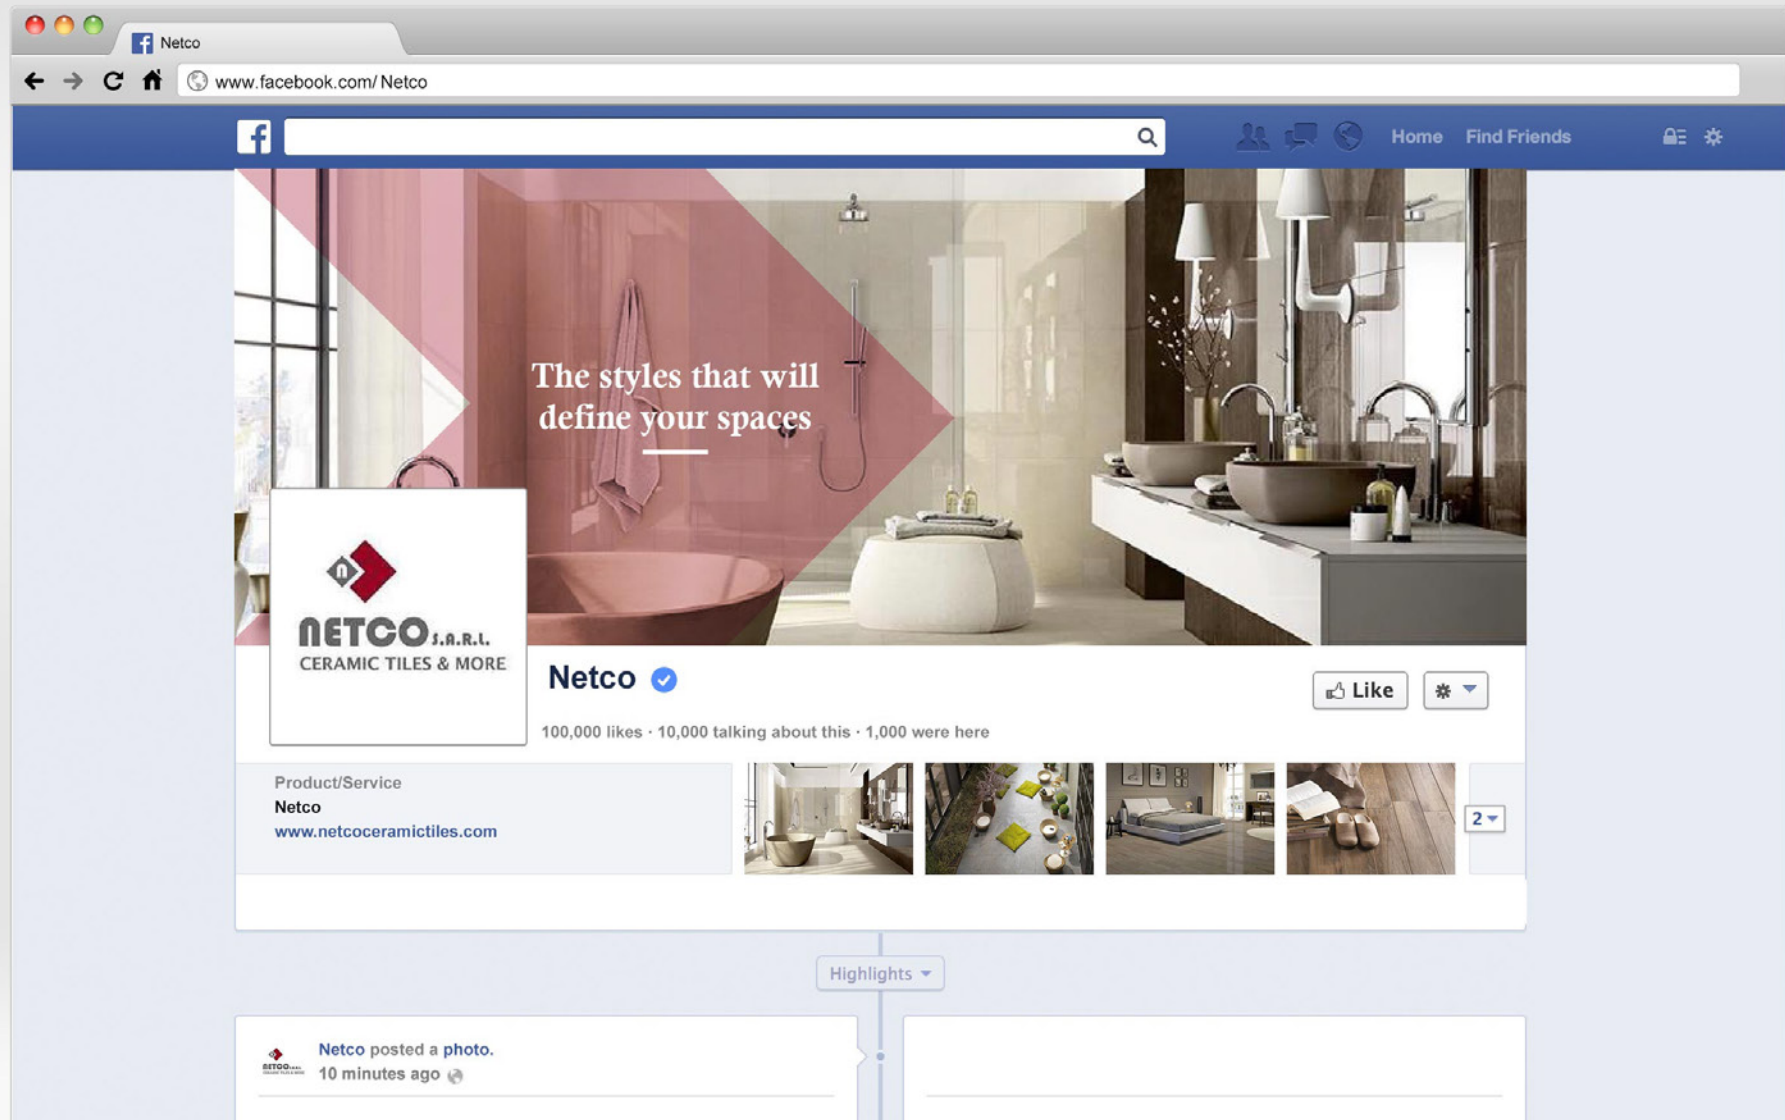 Netco
www.facebook.com/ Netco
Home Find Friends
The styles that will
define your spaces
n
NETCO S.A.R.L.
CERAMIC TILES & MORE
Netco
Like
100,000 likes · 10,000 talking about this · 1,000 were here
Product/Service
Netco
www.netcoceramictiles.com
2
Highlights
Netco posted a photo.
10 minutes ago